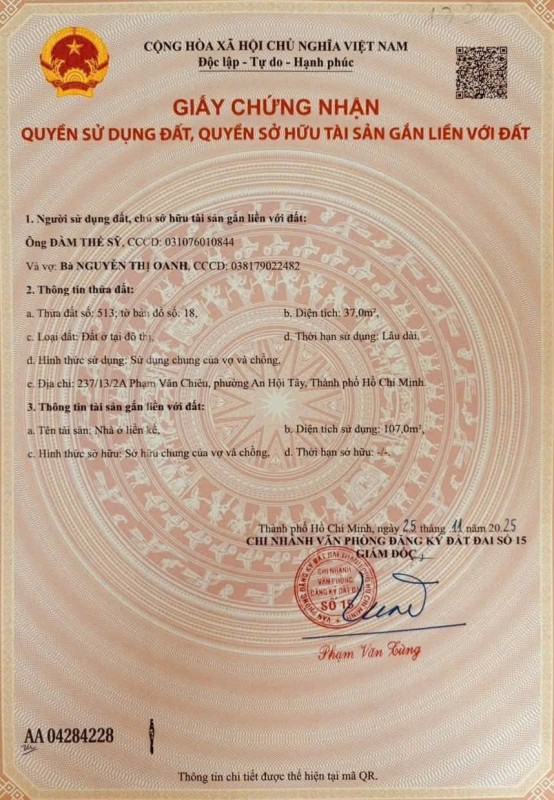 CỘNG HÒA XÃ HỘI CHỦ NGHĨA VIỆT NAM
Độc lập - Tự do - Hạnh phúc
GIẤY CHỨNG NHẬN
QUYỀN SỬ DỤNG ĐẤT, QUYỀN SỞ HỮU TÀI SẢN GẮN LIỀN VỚI ĐẤT
1. Người sử dụng đất, chủ sở hữu tài sản gắn liền với đất:
Ông ĐÀM THẾ SỸ, CCCD: 031076010844
Và vợ: Bà NGUYỄN THỊ OANH, CCCD: 038179022482
2. Thông tin thửa đất:
a. Thửa đất số: 513; tờ bản đồ số: 18, b. Diện tích: 37,0m²,
c. Loại đất: Đất ở tại đô thị, d. Thời hạn sử dụng: Lâu dài,
đ. Hình thức sử dụng: Sử dụng chung của vợ và chồng,
e. Địa chỉ: 237/13/2A Phạm Văn Chiêu, phường An Hội Tây, Thành phố Hồ Chí Minh.
3. Thông tin tài sản gắn liền với đất:
a. Tên tài sản: Nhà ở liền kề, b. Diện tích sử dụng: 107,0m²,
c. Hình thức sở hữu: Sở hữu chung của vợ và chồng, d. Thời hạn sở hữu: -/-.
Thành phố Hồ Chí Minh, ngày 25 tháng 11 năm 2025
CHI NHÁNH VĂN PHÒNG ĐĂNG KÝ ĐẤT ĐAI SỐ 15
GIÁM ĐỐC
CHI NHÁNH
VĂN PHÒNG
ĐĂNG KÝ ĐẤT ĐAI
SỐ 15
Phạm Văn Tùng
AA 04284228
Thông tin chi tiết được thể hiện tại mã QR.